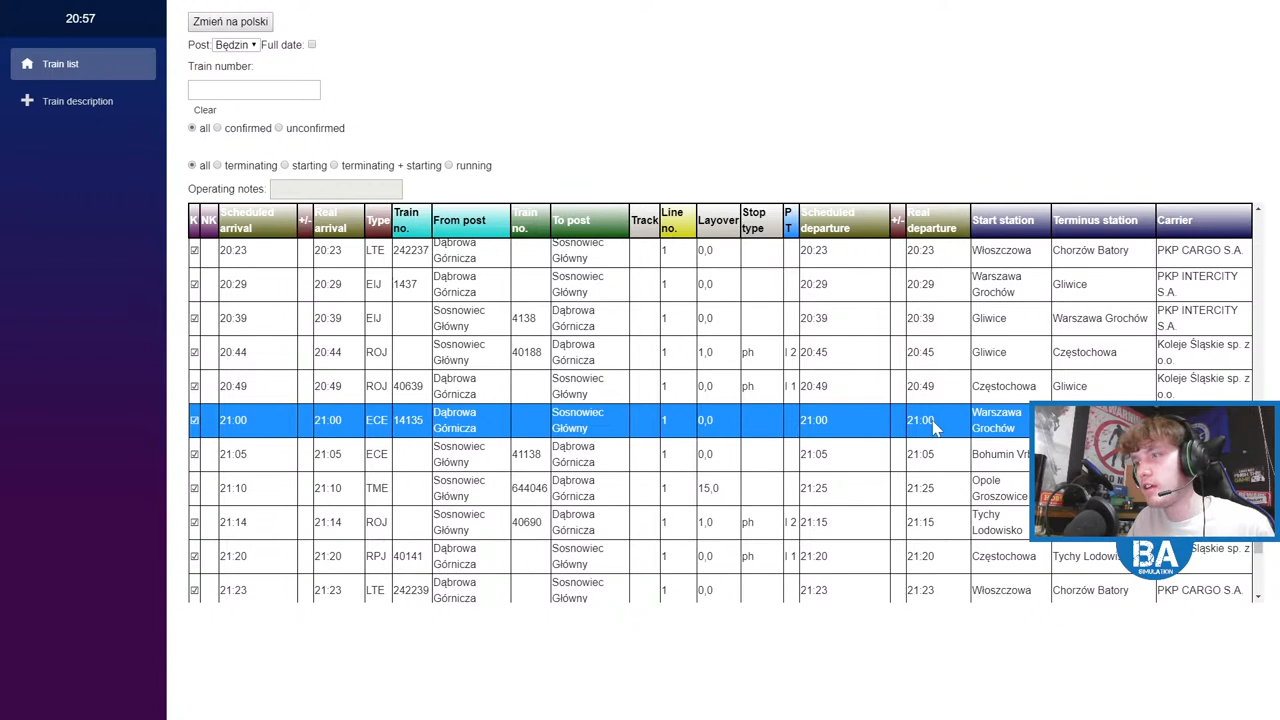 20:57
Train list
Train description
Zmień na polski
Post: Będzin ▾ Full date:
Train number:
Clear
all confirmed unconfirmed
all terminating starting terminating + starting running
Operating notes:
K NK Scheduled arrival +/- Real arrival Type Train no. From post Train no. To post Track Line no. Layover Stop type P T Scheduled departure +/- Real departure Start station Terminus station Carrier
20:23 20:23 LTE 242237 Dąbrowa Górnicza Sosnowiec Główny 1 0,0 20:23 20:23 Włoszczowa Chorzów Batory PKP CARGO S.A.
20:29 20:29 EIJ 1437 Dąbrowa Górnicza Sosnowiec Główny 1 0,0 20:29 20:29 Warszawa Grochów Gliwice PKP INTERCITY S.A.
20:39 20:39 EIJ Sosnowiec Główny 4138 Dąbrowa Górnicza 1 0,0 20:39 20:39 Gliwice Warszawa Grochów PKP INTERCITY S.A.
20:44 20:44 ROJ Sosnowiec Główny 40188 Dąbrowa Górnicza 1 1,0 ph I 2 20:45 20:45 Gliwice Częstochowa Koleje Śląskie sp. z o.o.
20:49 20:49 ROJ 40639 Dąbrowa Górnicza Sosnowiec Główny 1 0,0 ph I 1 20:49 20:49 Częstochowa Gliwice Koleje Śląskie sp. z o.o.
21:00 21:00 ECE 14135 Dąbrowa Górnicza Sosnowiec Główny 1 0,0 21:00 21:00 Warszawa Grochów
21:05 21:05 ECE Sosnowiec Główny 41138 Dąbrowa Górnicza 1 0,0 21:05 21:05 Bohumin
21:10 21:10 TME Sosnowiec Główny 644046 Dąbrowa Górnicza 1 15,0 21:25 21:25 Opole Groszowice
21:14 21:14 ROJ Sosnowiec Główny 40690 Dąbrowa Górnicza 1 1,0 ph I 2 21:15 21:15 Tychy Lodowisko
21:20 21:20 RPJ 40141 Dąbrowa Górnicza Sosnowiec Główny 1 0,0 ph I 1 21:20 21:20 Częstochowa Tychy Śląskie sp. z o.o.
21:23 21:23 LTE 242239 Dąbrowa Górnicza Sosnowiec Główny 1 0,0 21:23 21:23 Włoszczowa Chorzów Batory PKP CARGO S.A.
BA
SIMULATION